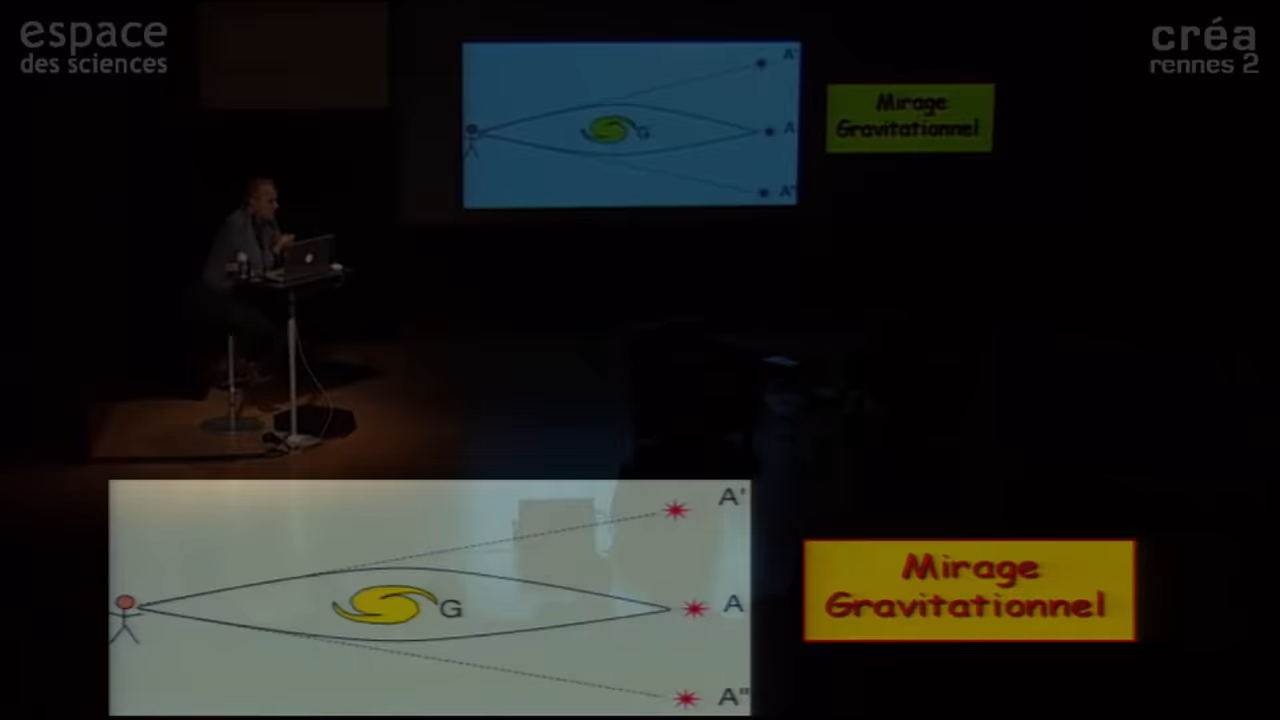 espace
des sciences
créa
rennes 2
A'
Mirage
Gravitationnel
G
A
A"
A'
Mirage
Gravitationnel
G
A
A"